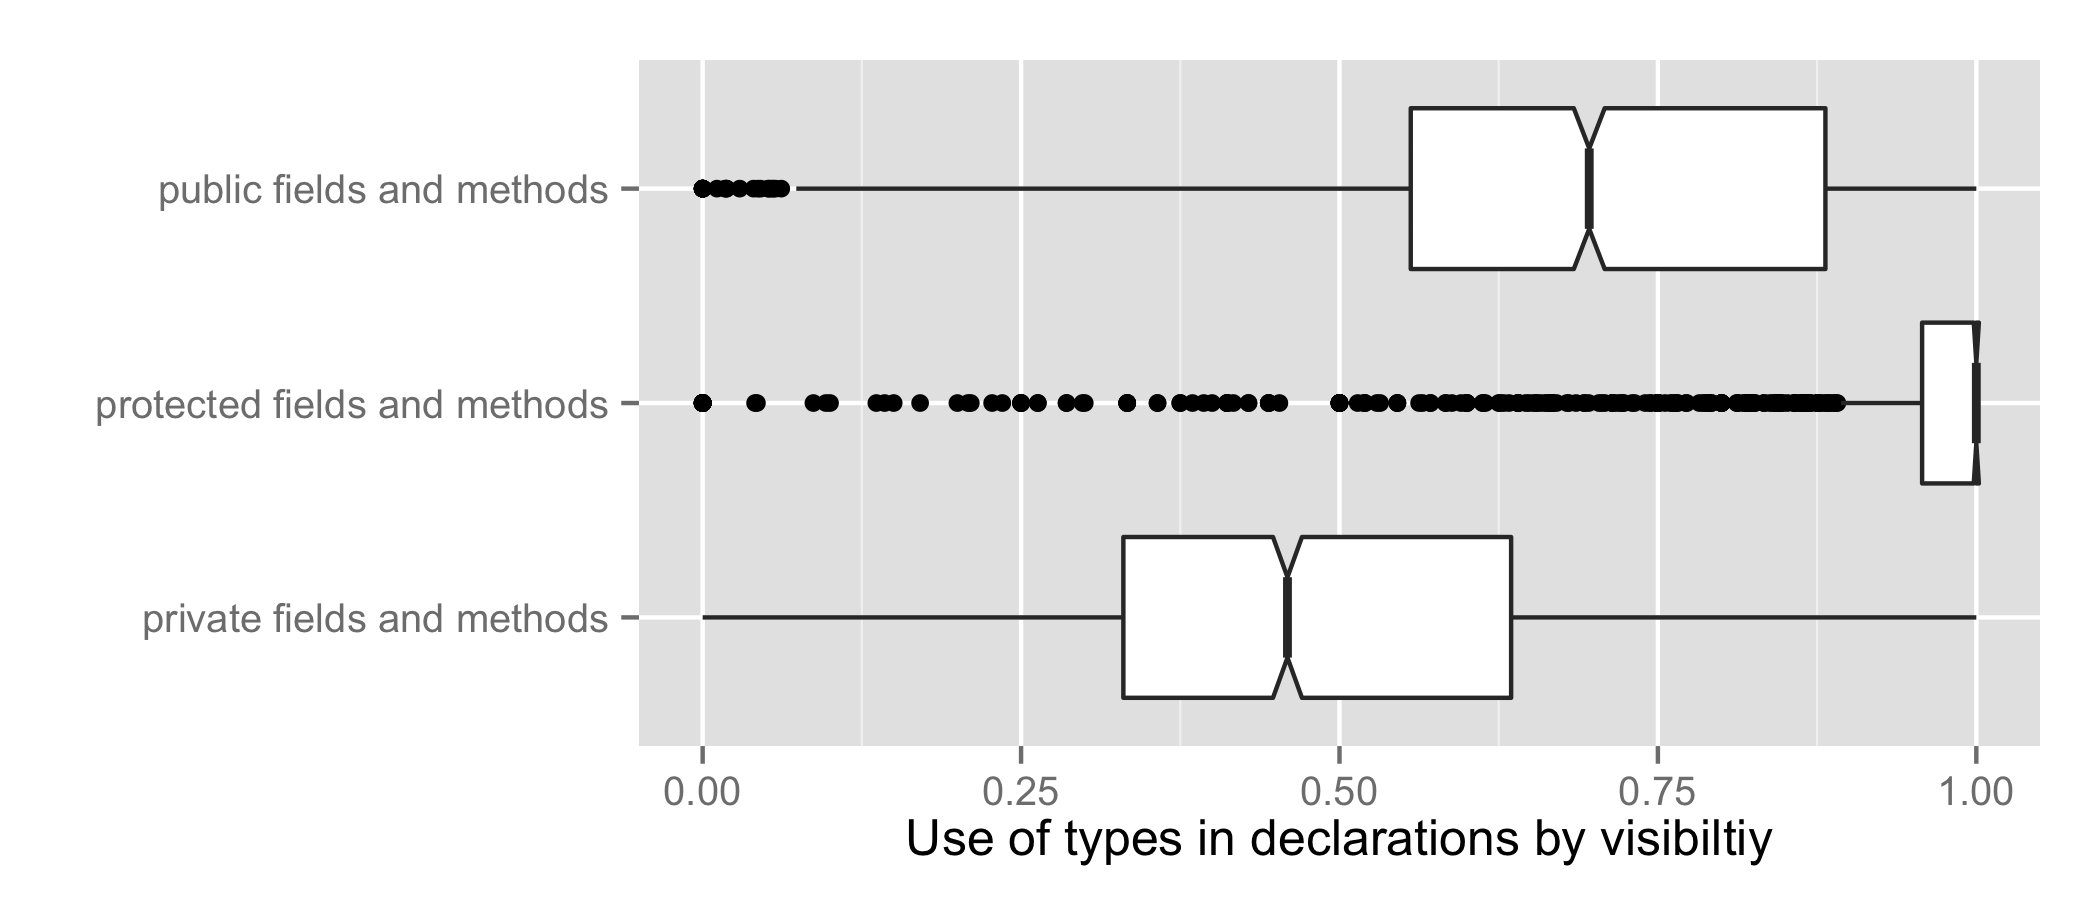 public fields and methods
protected fields and methods
private fields and methods
0.00 0.25 0.50 0.75 1.00
Use of types in declarations by visibiltiy